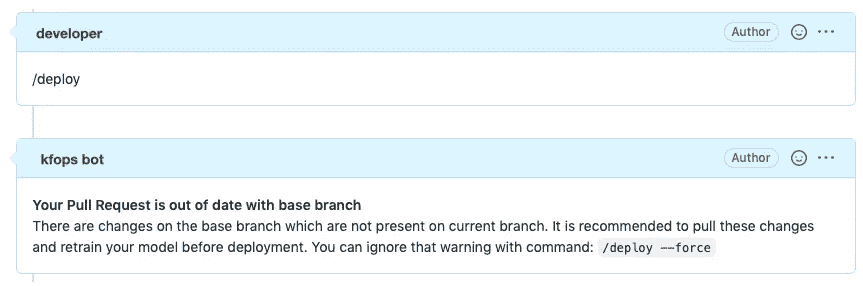 developer
Author
/deploy
kfops bot
Author
Your Pull Request is out of date with base branch
There are changes on the base branch which are not present on current branch. It is recommended to pull these changes
and retrain your model before deployment. You can ignore that warning with command: /deploy --force